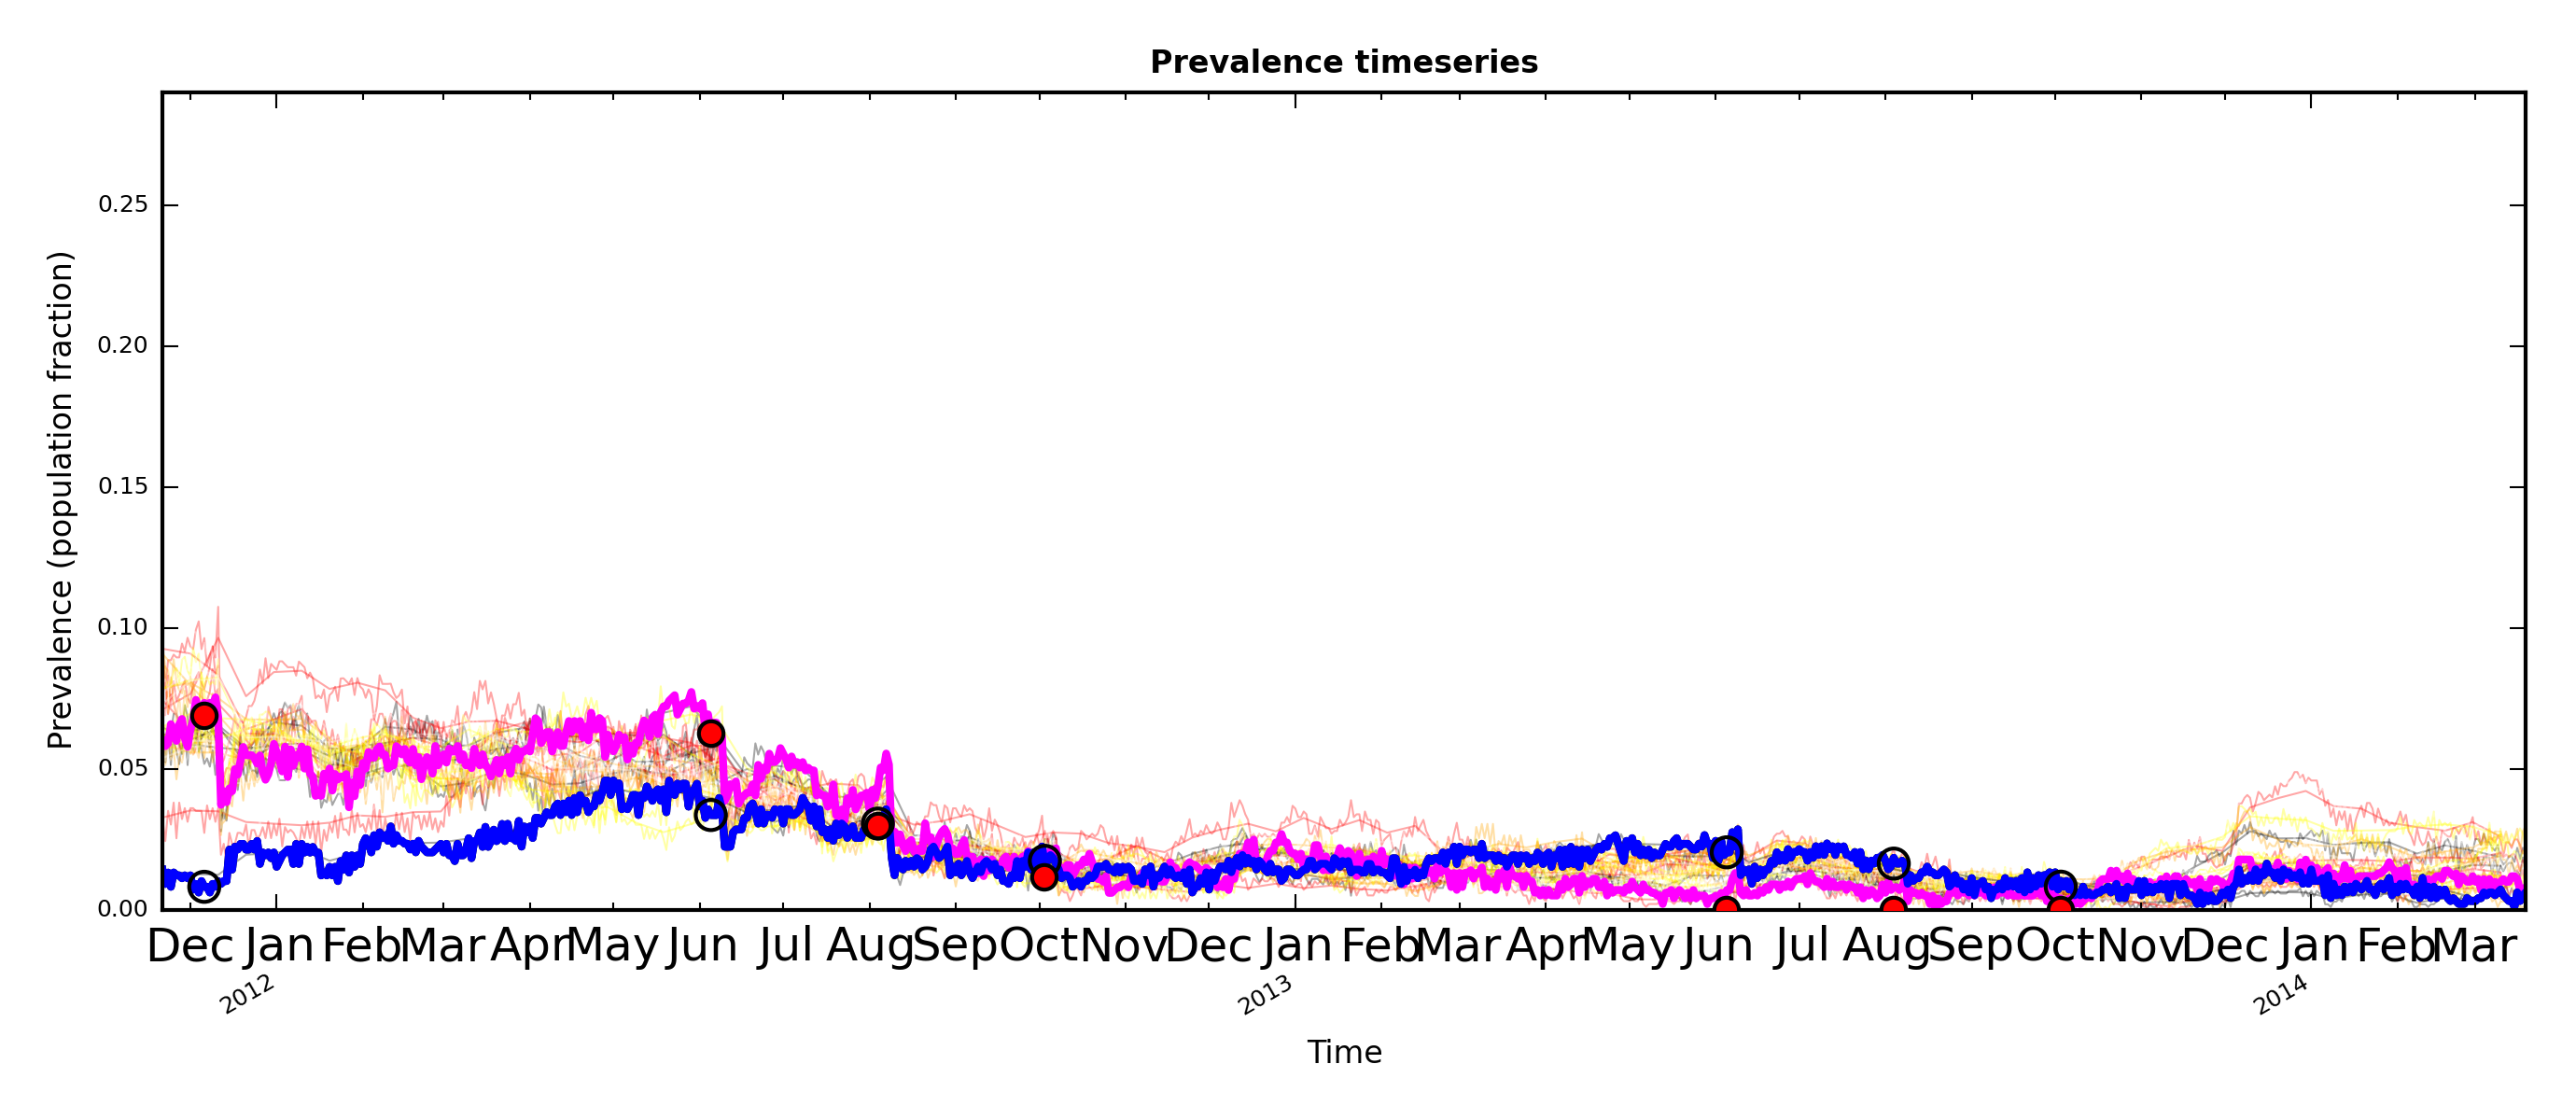 Prevalence timeseries
Prevalence (population fraction)
0.25
0.20
0.15
0.10
0.05
0.00
Dec Jan Feb Mar Apr May Jun Jul Aug Sep Oct Nov Dec Jan Feb Mar Apr May Jun Jul Aug Sep Oct Nov Dec Jan Feb Mar
2012 2013 2014
Time